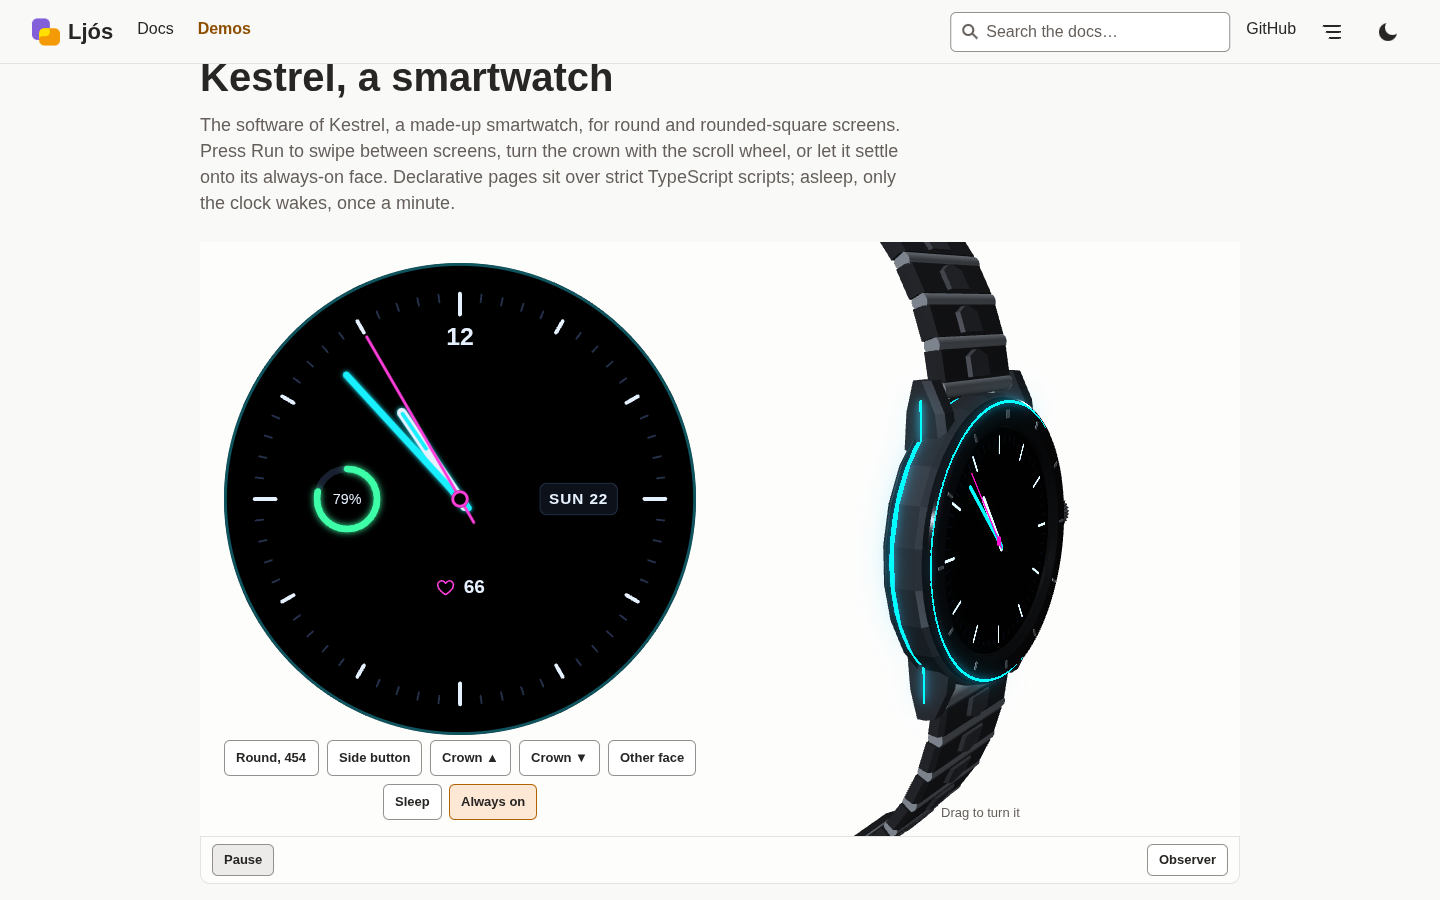 Ljós
Docs
Demos
Search the docs…
GitHub
Kestrel, a smartwatch
The software of Kestrel, a made-up smartwatch, for round and rounded-square screens.
Press Run to swipe between screens, turn the crown with the scroll wheel, or let it settle
onto its always-on face. Declarative pages sit over strict TypeScript scripts; asleep, only
the clock wakes, once a minute.
12
79%
SUN 22
66
Round, 454
Side button
Crown ▲
Crown ▼
Other face
Sleep
Always on
Drag to turn it
Pause
Observer